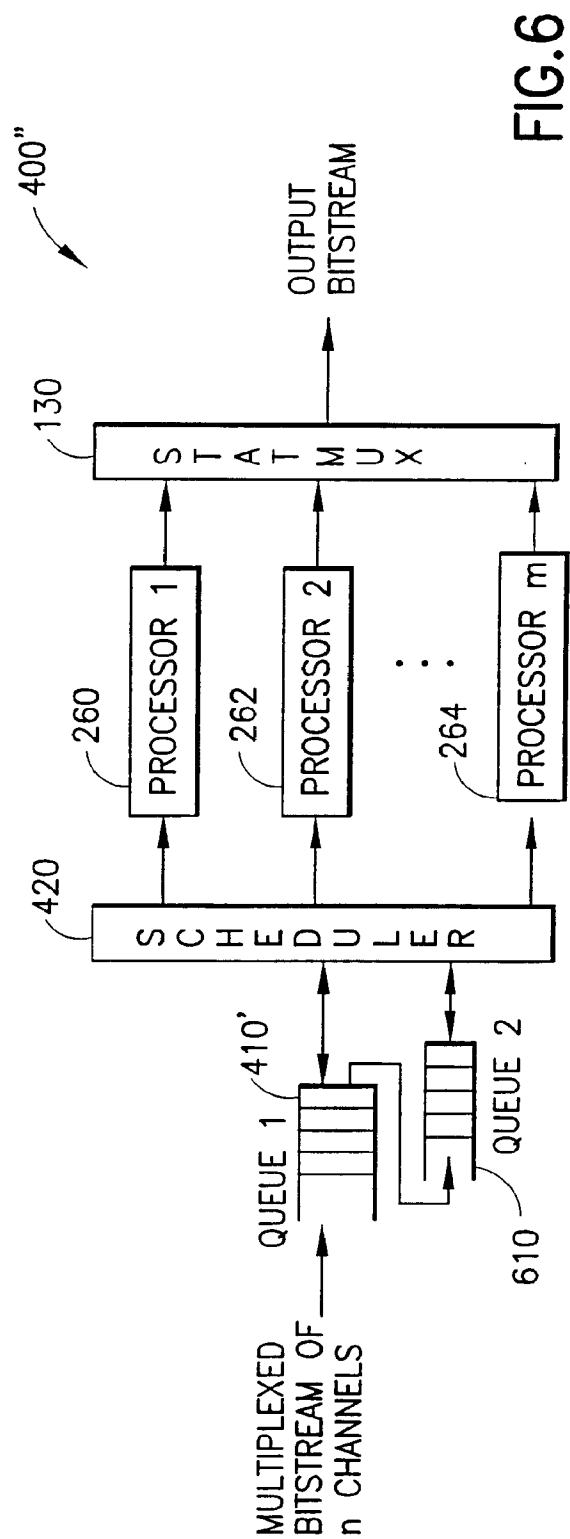 MULTIPLEXED
BITSTREAM OF
n CHANNELS
QUEUE 1
410'
610
QUEUE 2
420
SCHEDULER
260
PROCESSOR 1
262
PROCESSOR 2
...
264
PROCESSOR m
130
STAT MUX
OUTPUT
BITSTREAM
400"
FIG.6